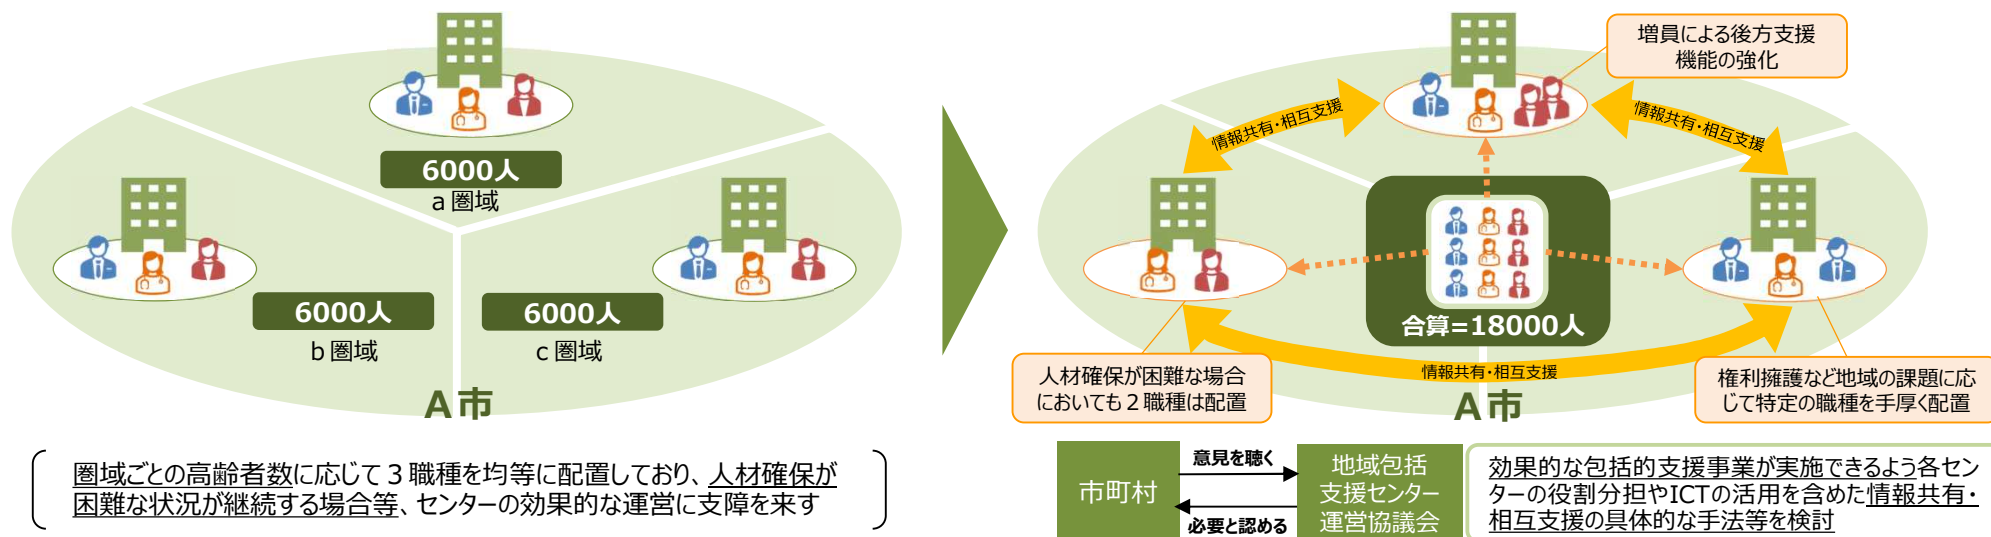 6000人
a 圏域
6000人
b 圏域
6000人
c 圏域
A市
圏域ごとの高齢者数に応じて３職種を均等に配置しており、人材確保が
困難な状況が継続する場合等、センターの効果的な運営に支障を来す
増員による後方支援
機能の強化
情報共有・相互支援
情報共有・相互支援
合算=18000人
情報共有・相互支援
人材確保が困難な場合
においても２職種は配置
権利擁護など地域の課題に応
じて特定の職種を手厚く配置
A市
市町村
意見を聴く
必要と認める
地域包括
支援センター
運営協議会
効果的な包括的支援事業が実施できるよう各セン
ターの役割分担やICTの活用を含めた情報共有・
相互支援の具体的な手法等を検討